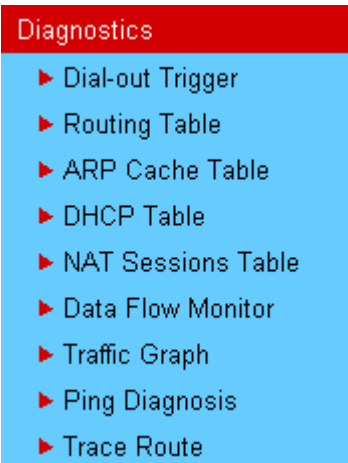 Diagnostics
Dial-out Trigger
Routing Table
ARP Cache Table
DHCP Table
NAT Sessions Table
Data Flow Monitor
Traffic Graph
Ping Diagnosis
Trace Route